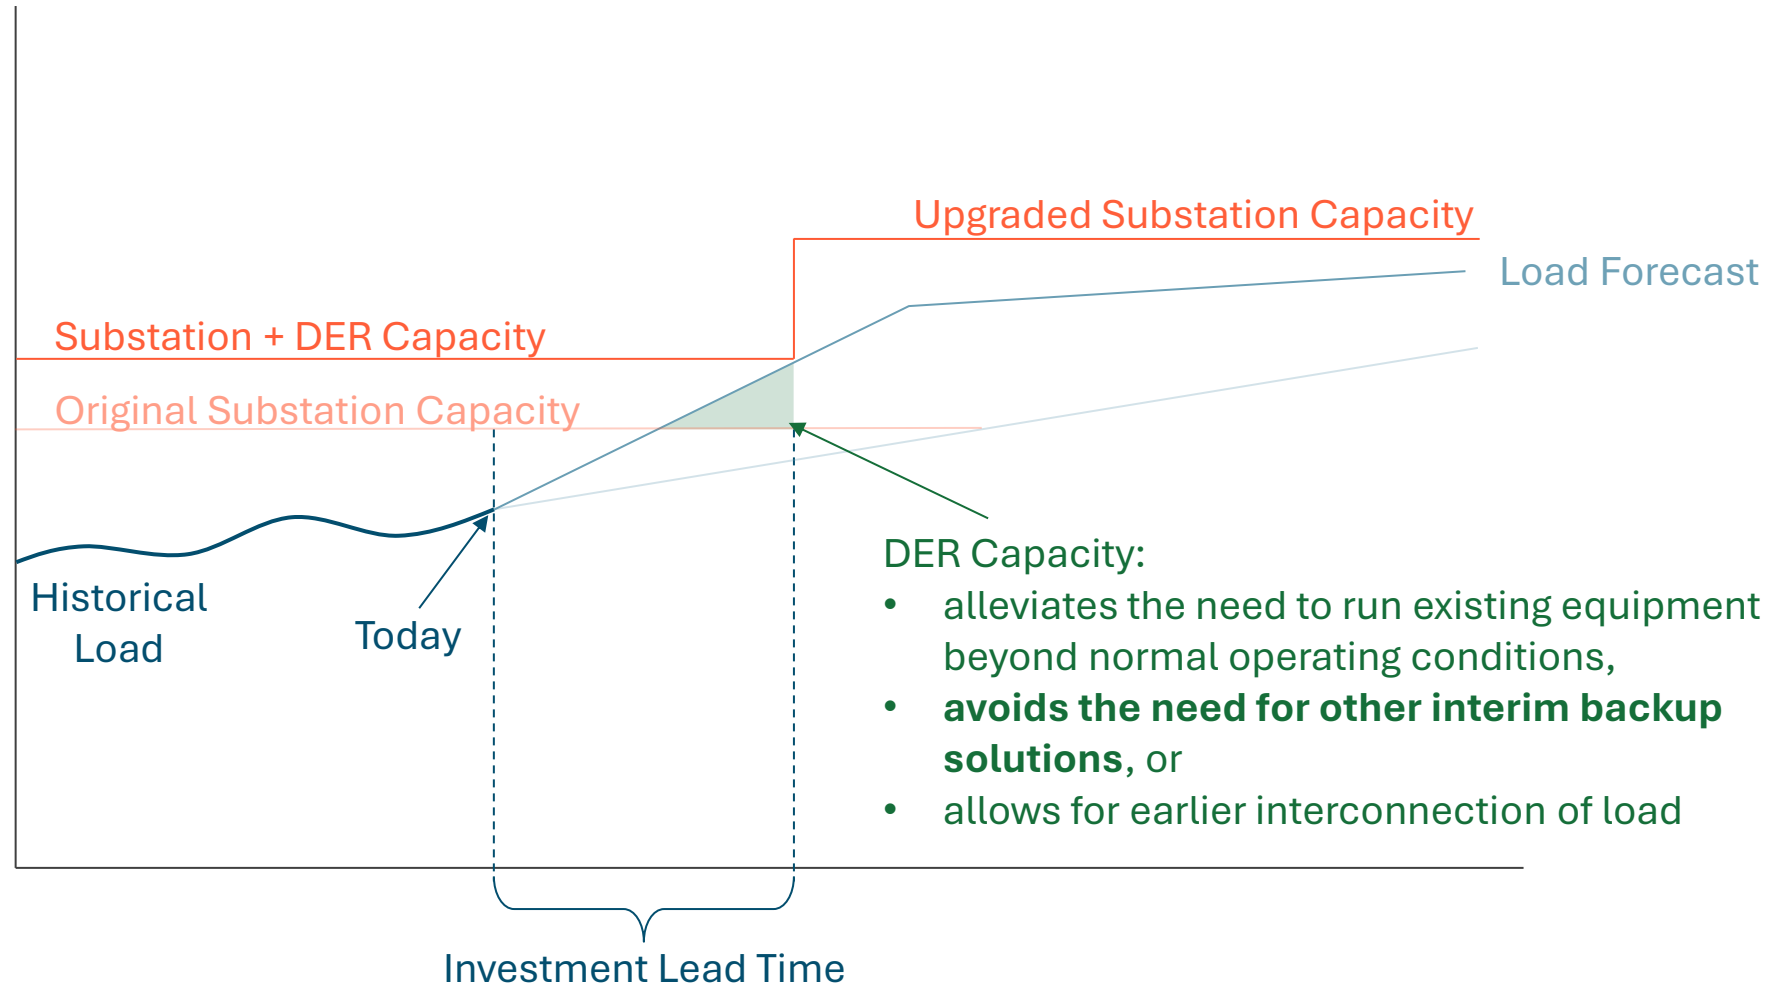 Upgraded Substation Capacity
Load Forecast
Substation + DER Capacity
Original Substation Capacity
Historical
Load
Today
DER Capacity:
• alleviates the need to run existing equipment
beyond normal operating conditions,
• avoids the need for other interim backup
solutions, or
• allows for earlier interconnection of load
Investment Lead Time